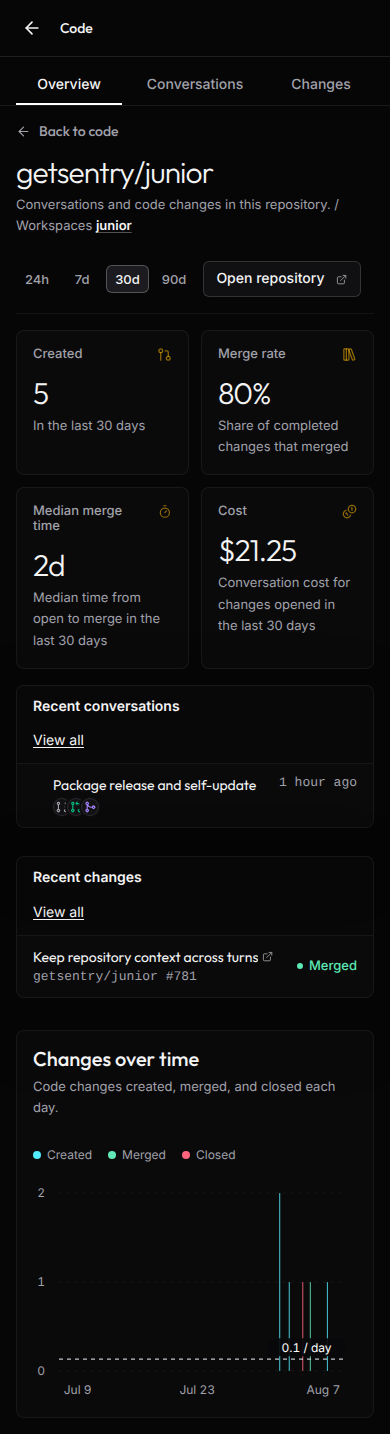 Code
Overview
Conversations
Changes
Back to code
getsentry/junior
Conversations and code changes in this repository. /
Workspaces junior
24h
7d
30d
90d
Open repository
Created
5
In the last 30 days
Merge rate
80%
Share of completed
changes that merged
Median merge
time
2d
Median time from
open to merge in the
last 30 days
Cost
$21.25
Conversation cost for
changes opened in
the last 30 days
Recent conversations
View all
Package release and self-update
1 hour ago
Recent changes
View all
Keep repository context across turns
getsentry/junior #781
Merged
Changes over time
Code changes created, merged, and closed each
day.
Created
Merged
Closed
2
1
0.1 / day
0
Jul 9
Jul 23
Aug 7